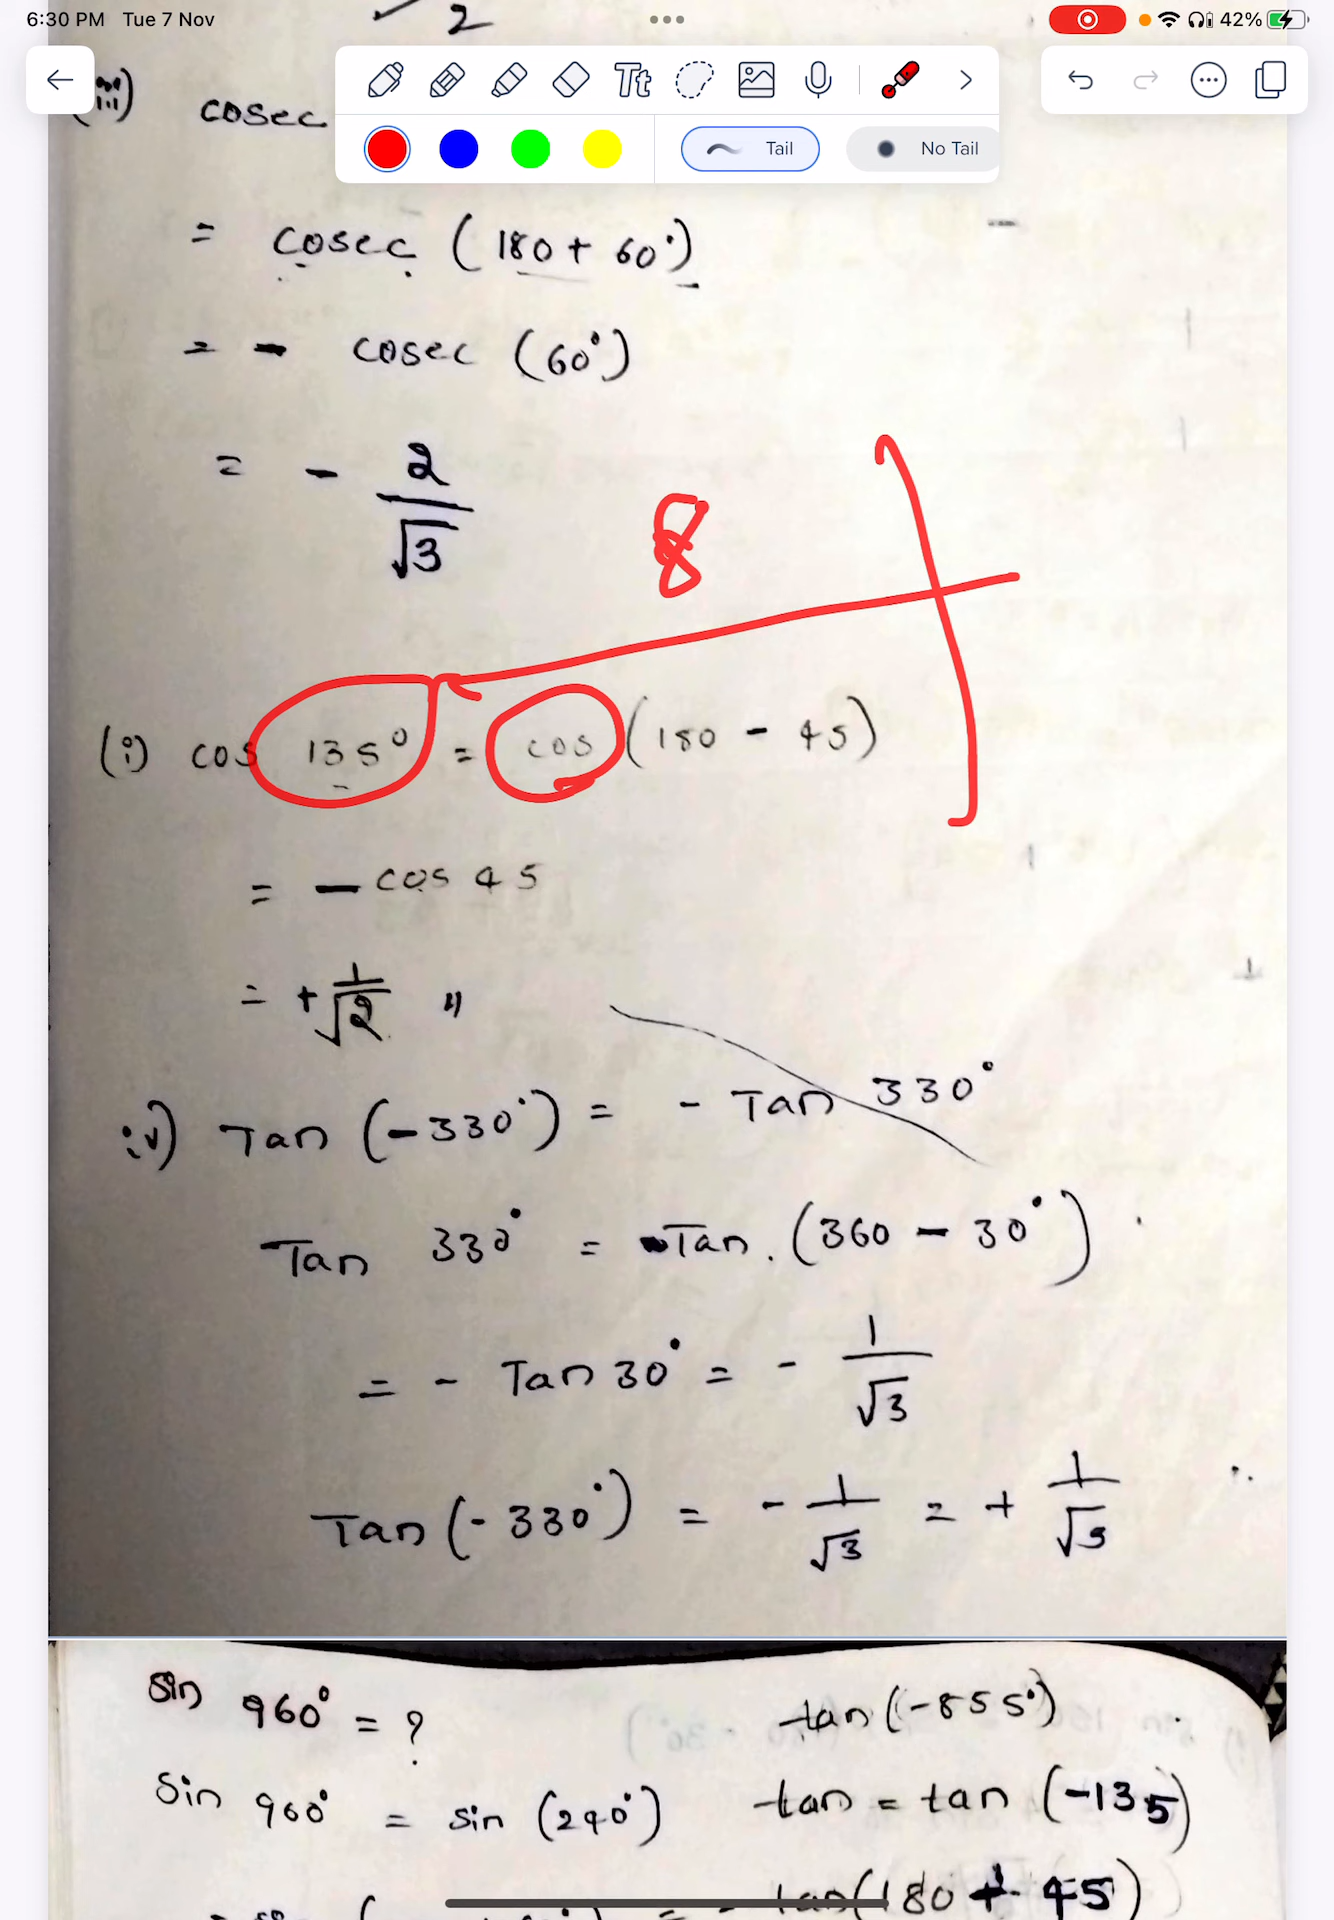 6:30 PM Tue 7 Nov
42%
Tt
Tail
No Tail
2
cosec
= cosec (180 + 60°)
= - cosec (60°)
= - 2/√3
8
(i) cos 135° = cos (180 - 45)
= - cos 45
= + 1/√2 "
iv) Tan (-330°) = - Tan 330°
Tan 330° = -Tan. (360 - 30°)
= - Tan 30° = - 1/√3
Tan (-330°) = - 1/√3 = + 1/√3
sin 960° = ?
tan (-855°)
Sin 960° = sin (240°)
tan = tan (-135)
tan (180 + 45)